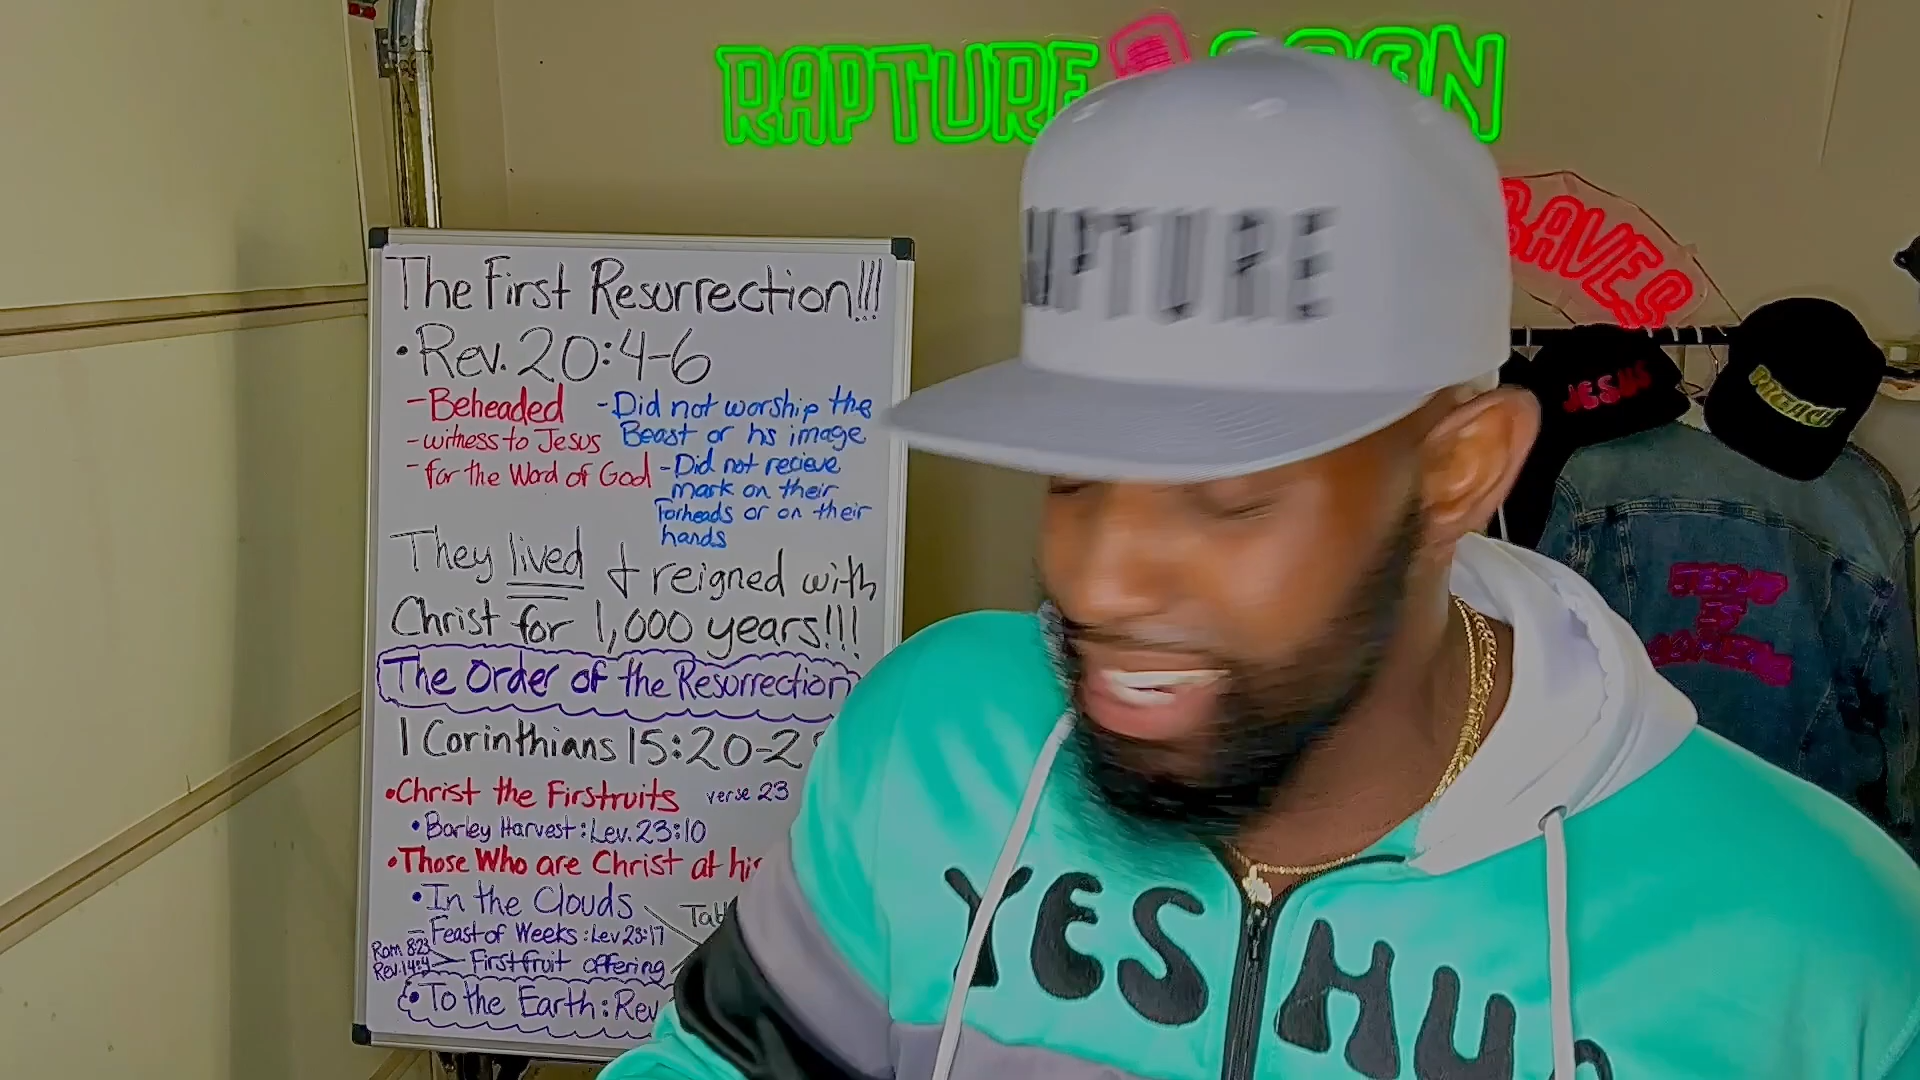 RAPTURE
SAVES
The First Resurrection!!!
• Rev. 20:4-6
- Beheaded
- witness to Jesus
- for the Word of God
- Did not worship the
Beast or hs image
- Did not recieve
mark on their
Forheads or on their
hands
They lived & reigned with
Christ for 1,000 years!!!
The Order of the Resurrection
1 Corinthians 15:20-2
• Christ the Firstruits verse 23
• Barley Harvest: Lev. 23:10
• Those Who are Christ at his
• In the Clouds
- Feast of Weeks: Lev 23:17
Rom 8:23
Rev. 14:4
- Firstfruit offering
• To the Earth: Rev
RAPTURE
JESUS
YESHU